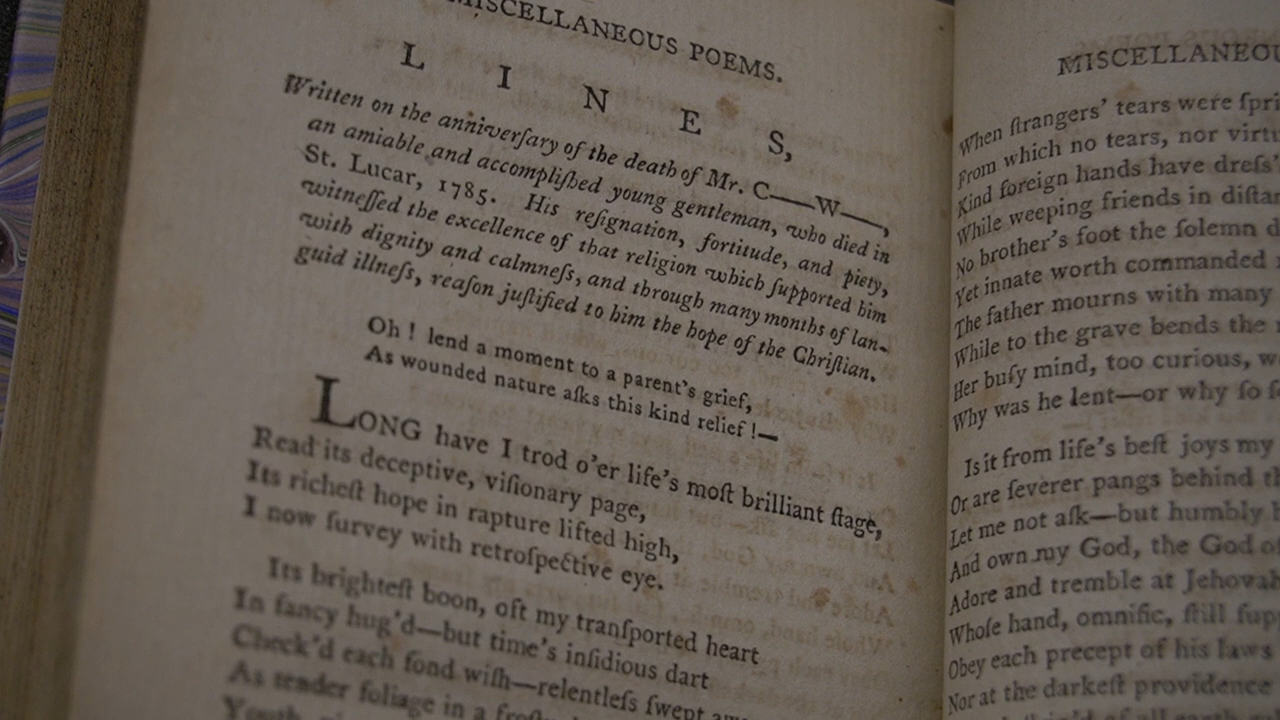 MISCELLANEOUS POEMS.
L I N E S,
Written on the anniverſary of the death of Mr. C——W——,
an amiable and accompliſhed young gentleman, who died in
St. Lucar, 1785. His reſignation, fortitude, and piety,
witneſſed the excellence of that religion which ſupported him
with dignity and calmneſs, and through many months of lan-
guid illneſs, reaſon juſtified to him the hope of the Chriſtian.
Oh! lend a moment to a parent's grief,
As wounded nature aſks this kind relief!—
LONG have I trod o'er life's moſt brilliant ſtage,
Read its deceptive, viſionary page,
Its richeſt hope in rapture lifted high,
I now ſurvey with retroſpective eye.
Its brighteſt boon, oft my tranſported heart
In fancy hug'd—but time's inſidious dart
Check'd each fond wiſh—relentleſs ſwept
As tender foliage in a
Youth
MISCELLANEOU
When ſtrangers' tears were ſpri
From which no tears, nor virtu
Kind foreign hands have dreſs'
While weeping friends in diſtan
No brother's foot the ſolemn d
Yet innate worth commanded
The father mourns with many
While to the grave bends the
Her buſy mind, too curious, w
Why was he lent—or why ſo ſ
Is it from life's beſt joys my
Or are ſeverer pangs behind th
Let me not aſk—but humbly b
And own my God, the God of
Adore and tremble at Jehovah
Whoſe hand, omnific, ſtill ſup
Obey each precept of his laws
Nor at the darkeſt providence